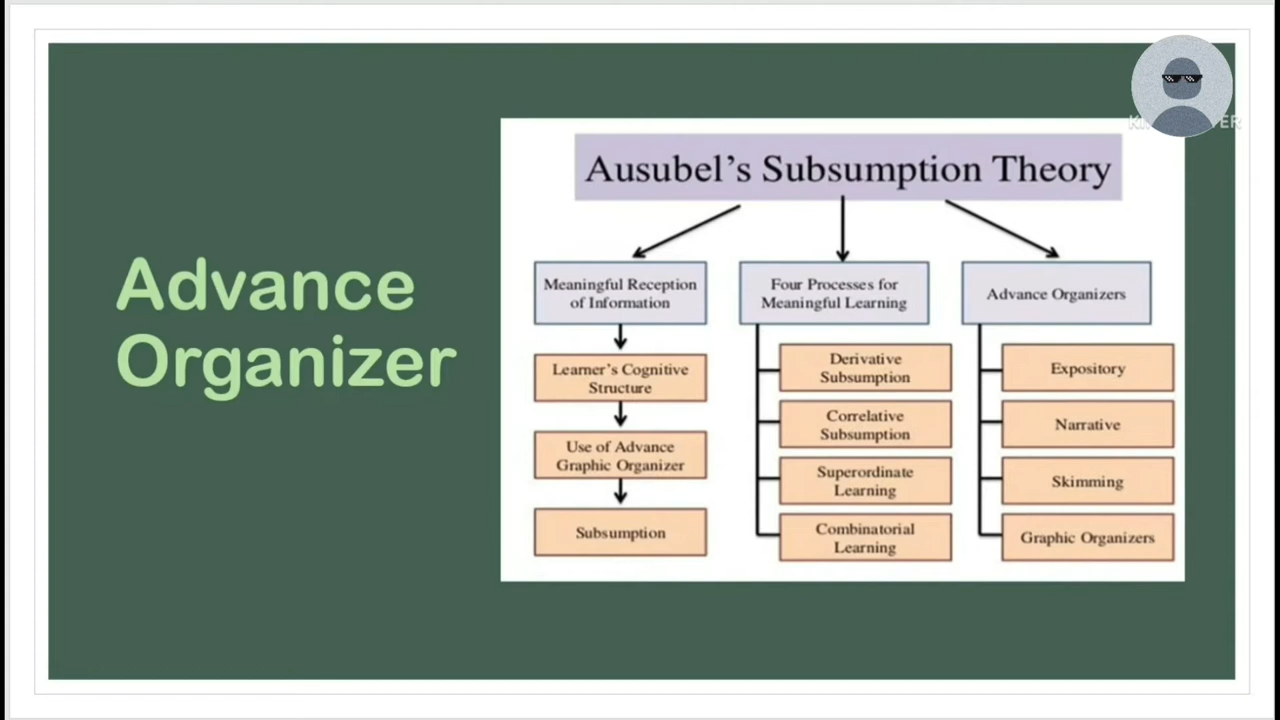 Advance
Organizer
Ausubel's Subsumption Theory
Meaningful Reception
of Information
Learner's Cognitive
Structure
Use of Advance
Graphic Organizer
Subsumption
Four Processes for
Meaningful Learning
Derivative
Subsumption
Correlative
Subsumption
Superordinate
Learning
Combinatorial
Learning
Advance Organizers
Expository
Narrative
Skimming
Graphic Organizers